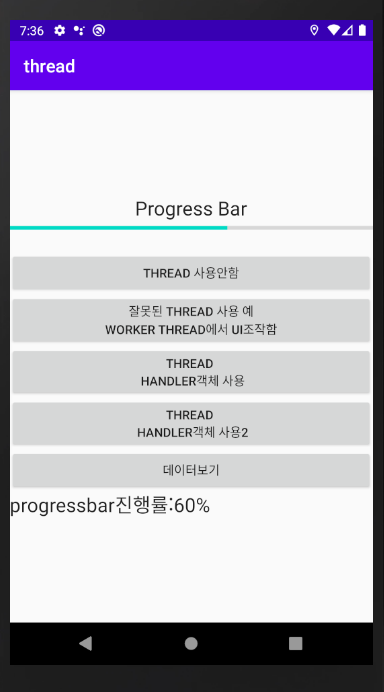 7:36
thread
Progress Bar
THREAD 사용안함
잘못된 THREAD 사용 예
WORKER THREAD에서 UI조작함
THREAD
HANDLER객체 사용
THREAD
HANDLER객체 사용2
데이터보기
progressbar진행률:60%